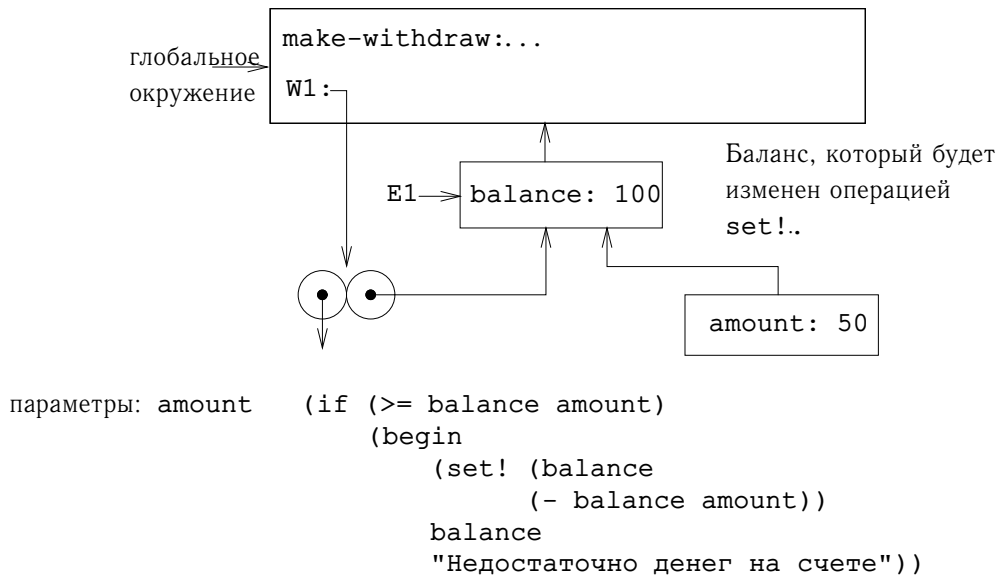 make-withdraw:...
глобальное
окружение
W1:
Баланс, который будет
изменен операцией
set!..
E1
balance: 100
amount: 50
параметры: amount (if (>= balance amount)
(begin
(set! (balance
(- balance amount))
balance
"Недостаточно денег на счете"))